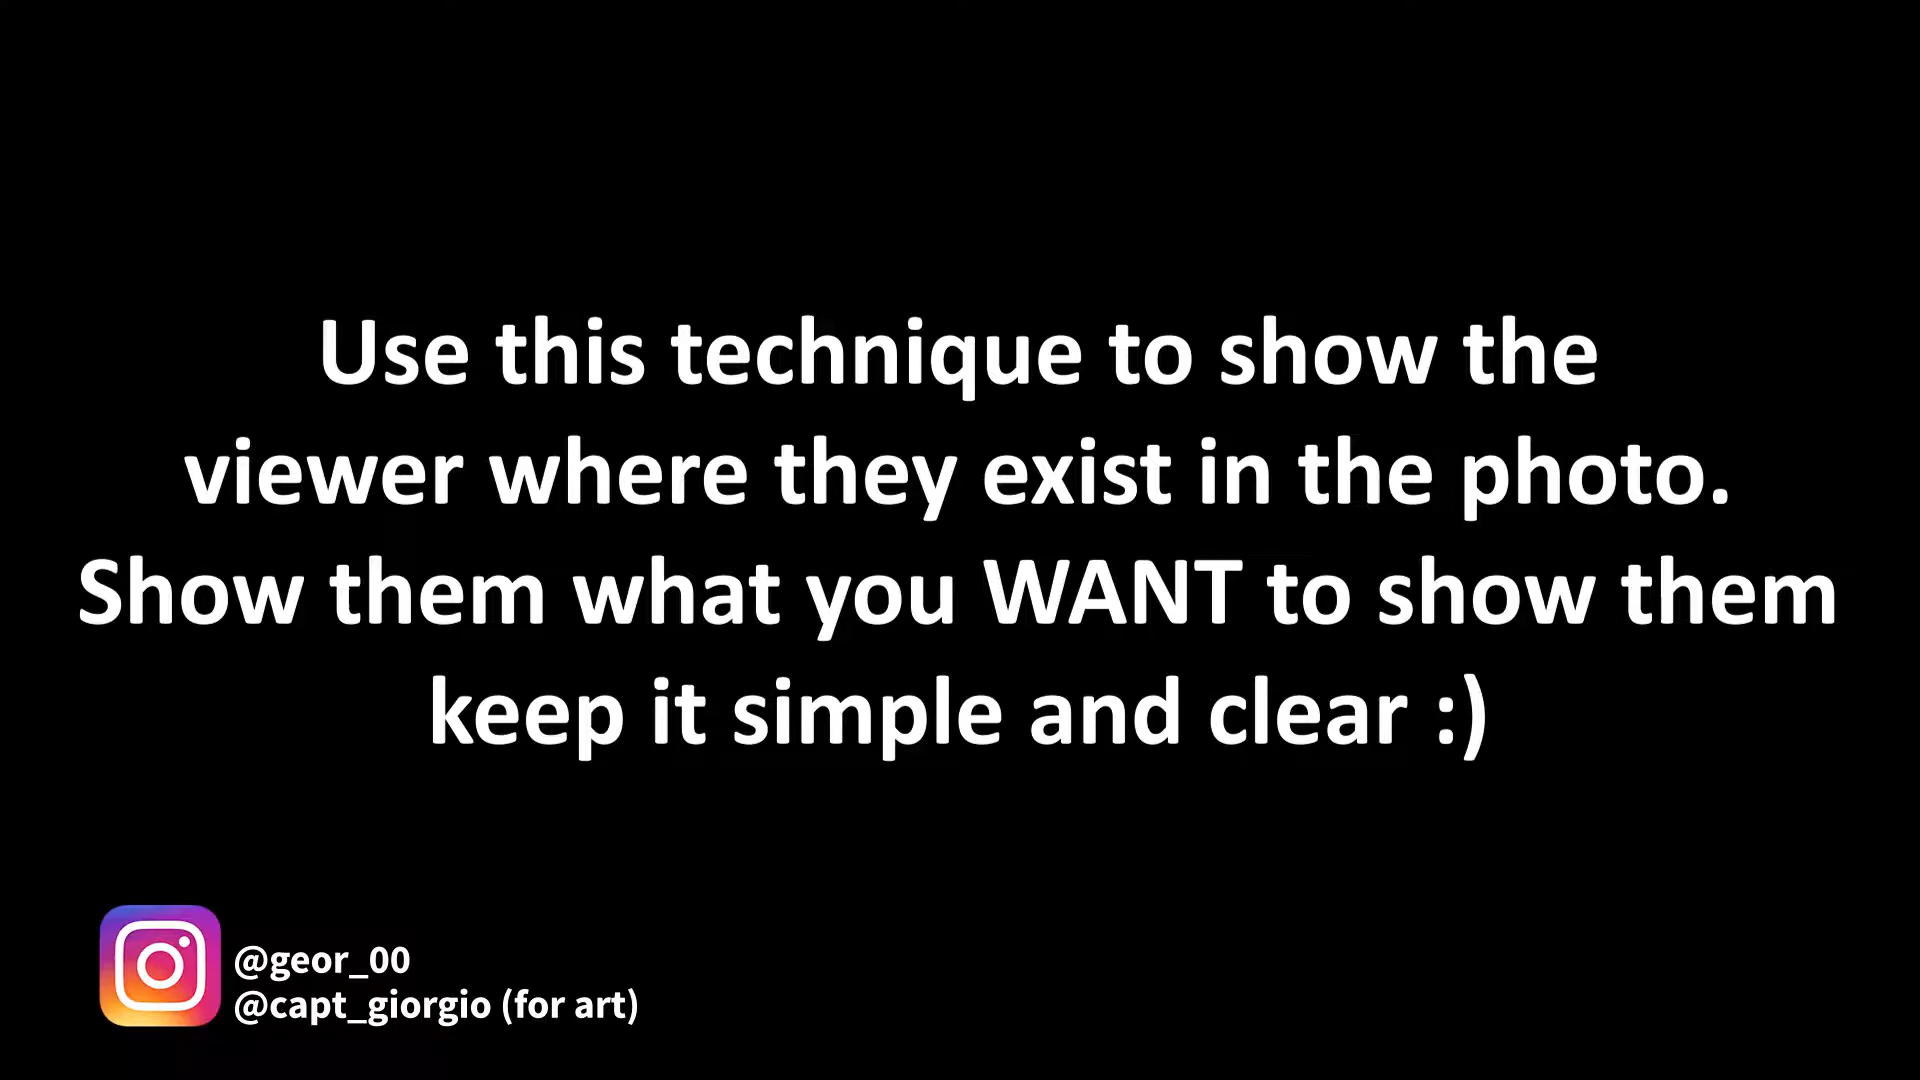 Use this technique to show the
viewer where they exist in the photo.
Show them what you WANT to show them
keep it simple and clear :)
@geor_00
@capt_giorgio (for art)